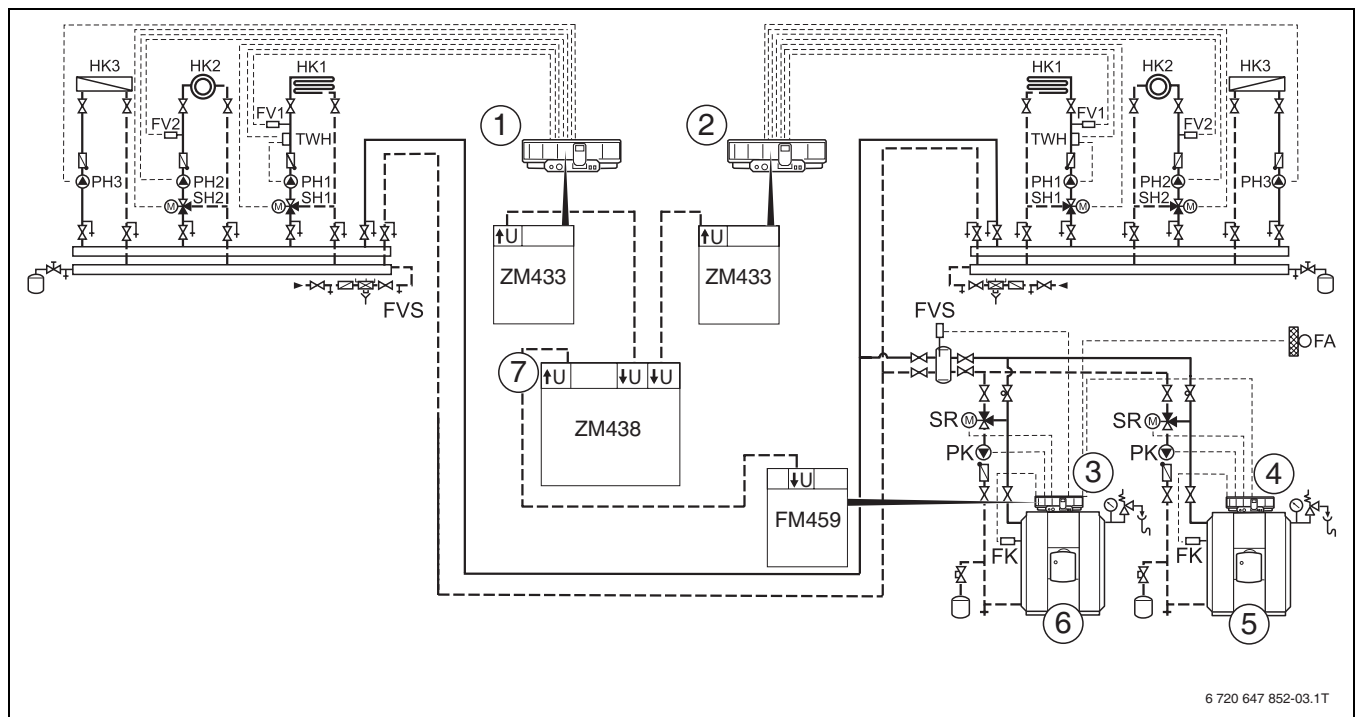 HK3
HK2
HK1
FV2
FV1
TWH
PH3
PH2
PH1
SH2
SH1
M
M
FVS
1
2
HK1
HK2
HK3
FV1
FV2
TWH
PH1
PH2
PH3
SH1
SH2
M
M
↑U
ZM433
↑U
ZM433
7
↑U
↓U
↓U
ZM438
↓U
FM459
FVS
FA
SR
M
SR
M
PK
PK
3
4
FK
FK
6
5
6 720 647 852-03.1T